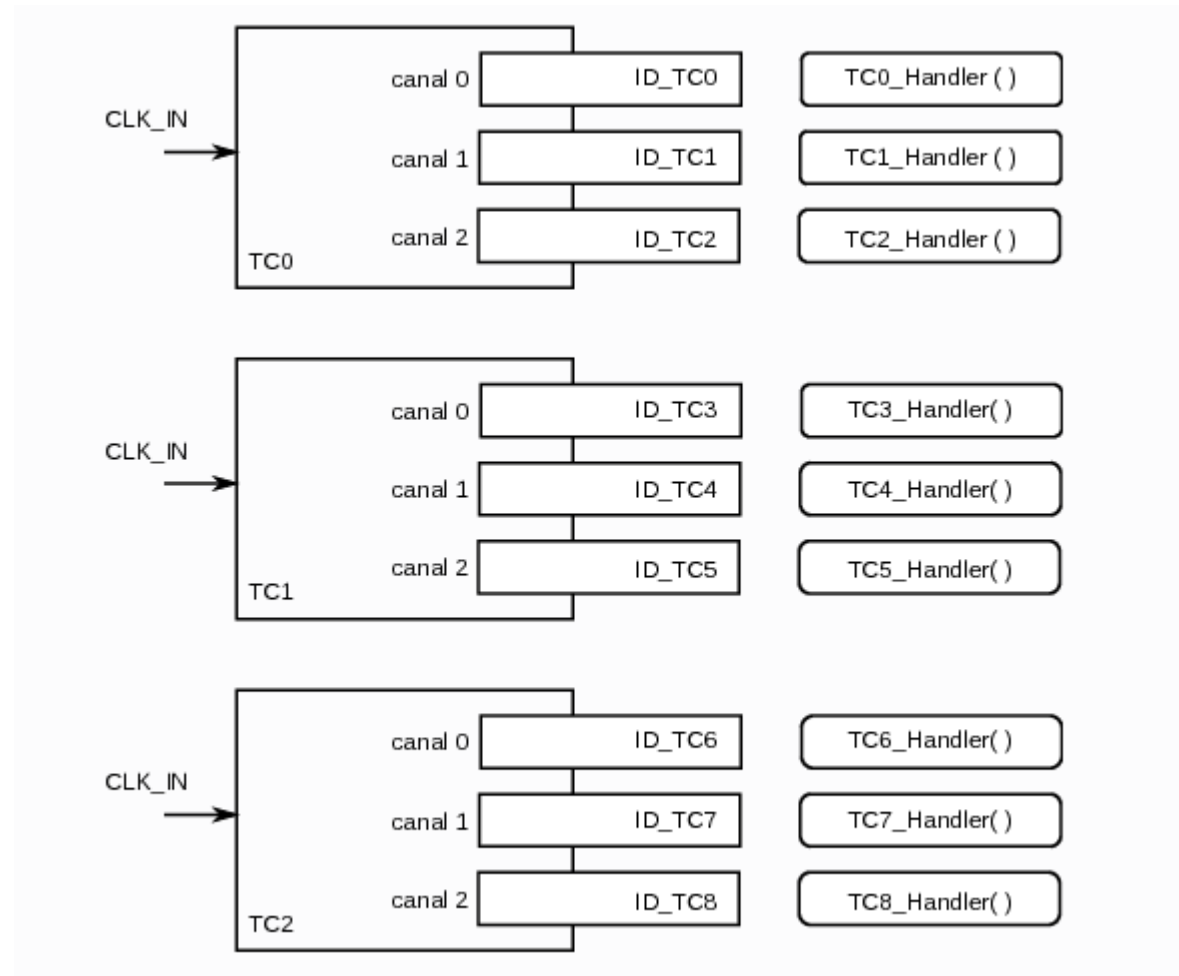 canal 0 ID_TC0 TC0_Handler ( )
CLK_IN
canal 1 ID_TC1 TC1_Handler ( )
canal 2 ID_TC2 TC2_Handler ( )
TC0
canal 0 ID_TC3 TC3_Handler( )
CLK_IN
canal 1 ID_TC4 TC4_Handler( )
canal 2 ID_TC5 TC5_Handler( )
TC1
canal 0 ID_TC6 TC6_Handler( )
CLK_IN
canal 1 ID_TC7 TC7_Handler( )
canal 2 ID_TC8 TC8_Handler( )
TC2